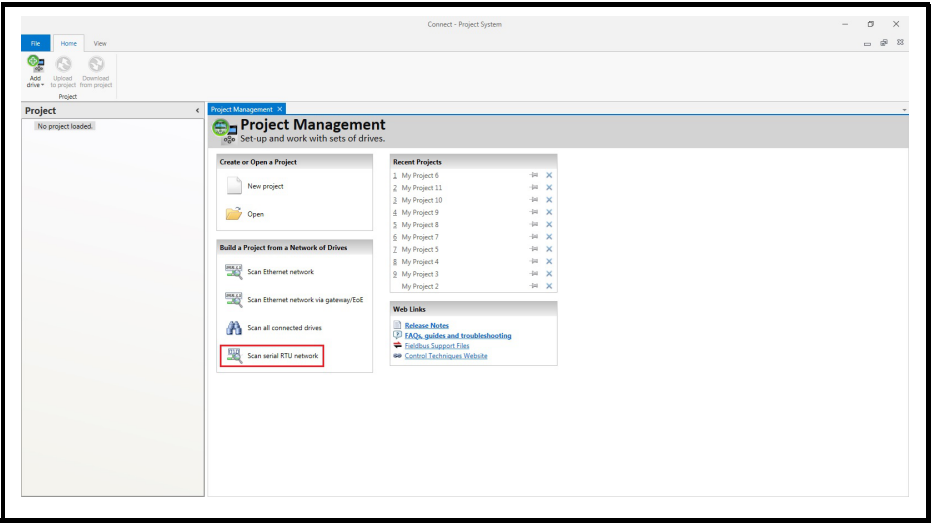 Connect - Project System
File Home View
Add drive
Upload to project
Download from project
Project
Project
No project loaded.
Project Management
Project Management
Set-up and work with sets of drives.
Create or Open a Project
New project
Open
Build a Project from a Network of Drives
Scan Ethernet network
Scan Ethernet network via gateway/EoE
Scan all connected drives
Scan serial RTU network
Recent Projects
1 My Project 6
2 My Project 11
3 My Project 10
4 My Project 9
5 My Project 8
6 My Project 7
7 My Project 5
8 My Project 4
9 My Project 3
My Project 2
Web Links
Release Notes
FAQs, guides and troubleshooting
Fieldbus Support Files
Control Techniques Website